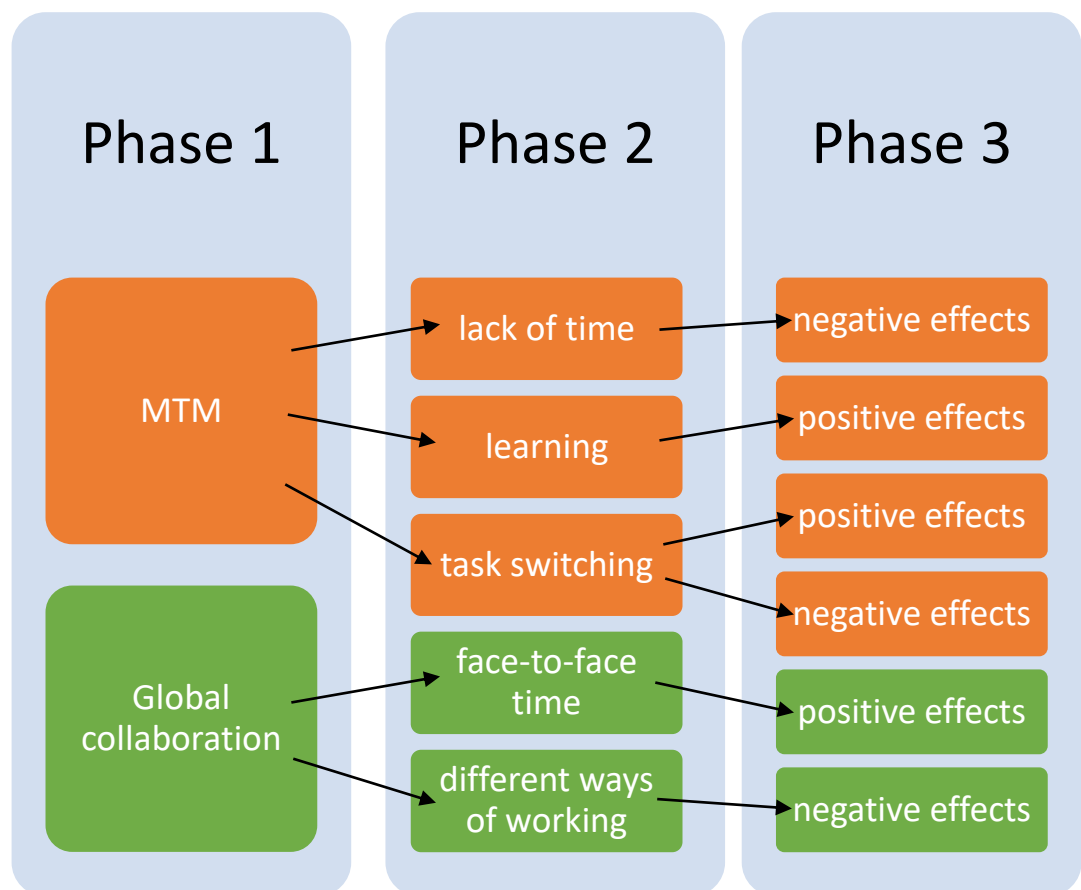 Phase 1
Phase 2
Phase 3
MTM
lack of time
learning
task switching
negative effects
positive effects
positive effects
negative effects
Global
collaboration
face-to-face
time
different ways
of working
positive effects
negative effects